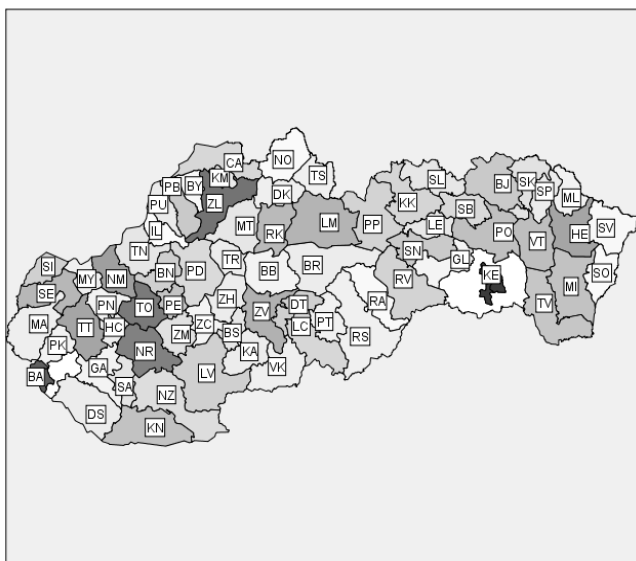 NO
CA
KM
TS
PB
BY
DK
SL
BJ
SK
SP
ML
PU
ZL
KK
SB
IL
MT
RK
LM
PP
LE
PO
HE
SV
VT
TN
SN
GL
TR
BB
BR
SI
MY
NM
BN
PD
RV
KE
SO
MI
SE
PN
TO
PE
ZH
DT
RA
TV
MA
TT
HC
ZM
ZC
BS
ZV
LC
PT
RS
PK
NR
KA
VK
BA
GA
SA
LV
NZ
DS
KN